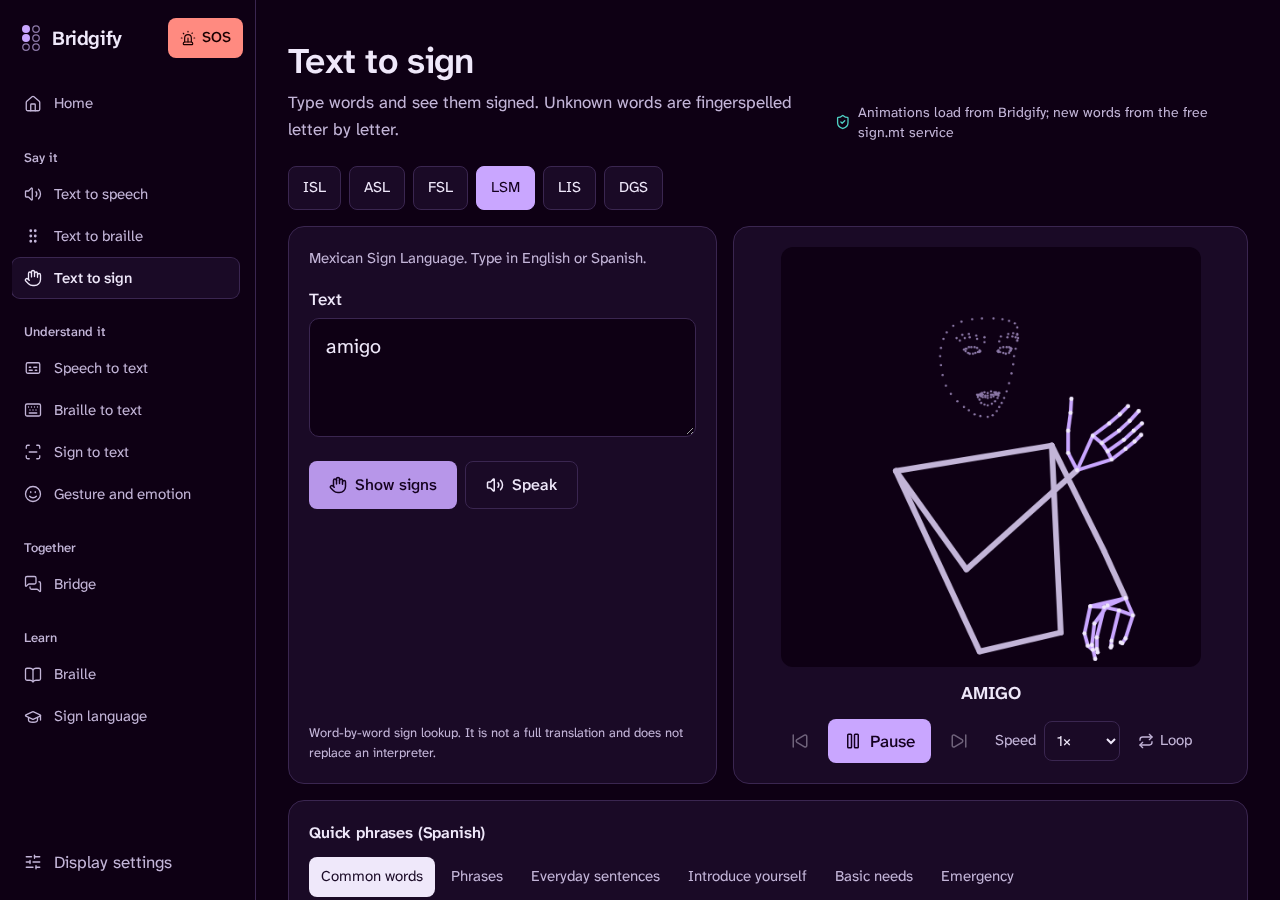 Bridgify
SOS
Home
Say it
Text to speech
Text to braille
Text to sign
Understand it
Speech to text
Braille to text
Sign to text
Gesture and emotion
Together
Bridge
Learn
Braille
Sign language
Display settings
Text to sign
Type words and see them signed. Unknown words are fingerspelled
letter by letter.
Animations load from Bridgify; new words from the free
sign.mt service
ISL
ASL
FSL
LSM
LIS
DGS
Mexican Sign Language. Type in English or Spanish.
Text
amigo
Show signs
Speak
Word-by-word sign lookup. It is not a full translation and does not
replace an interpreter.
AMIGO
Pause
Speed
1×
Loop
Quick phrases (Spanish)
Common words
Phrases
Everyday sentences
Introduce yourself
Basic needs
Emergency